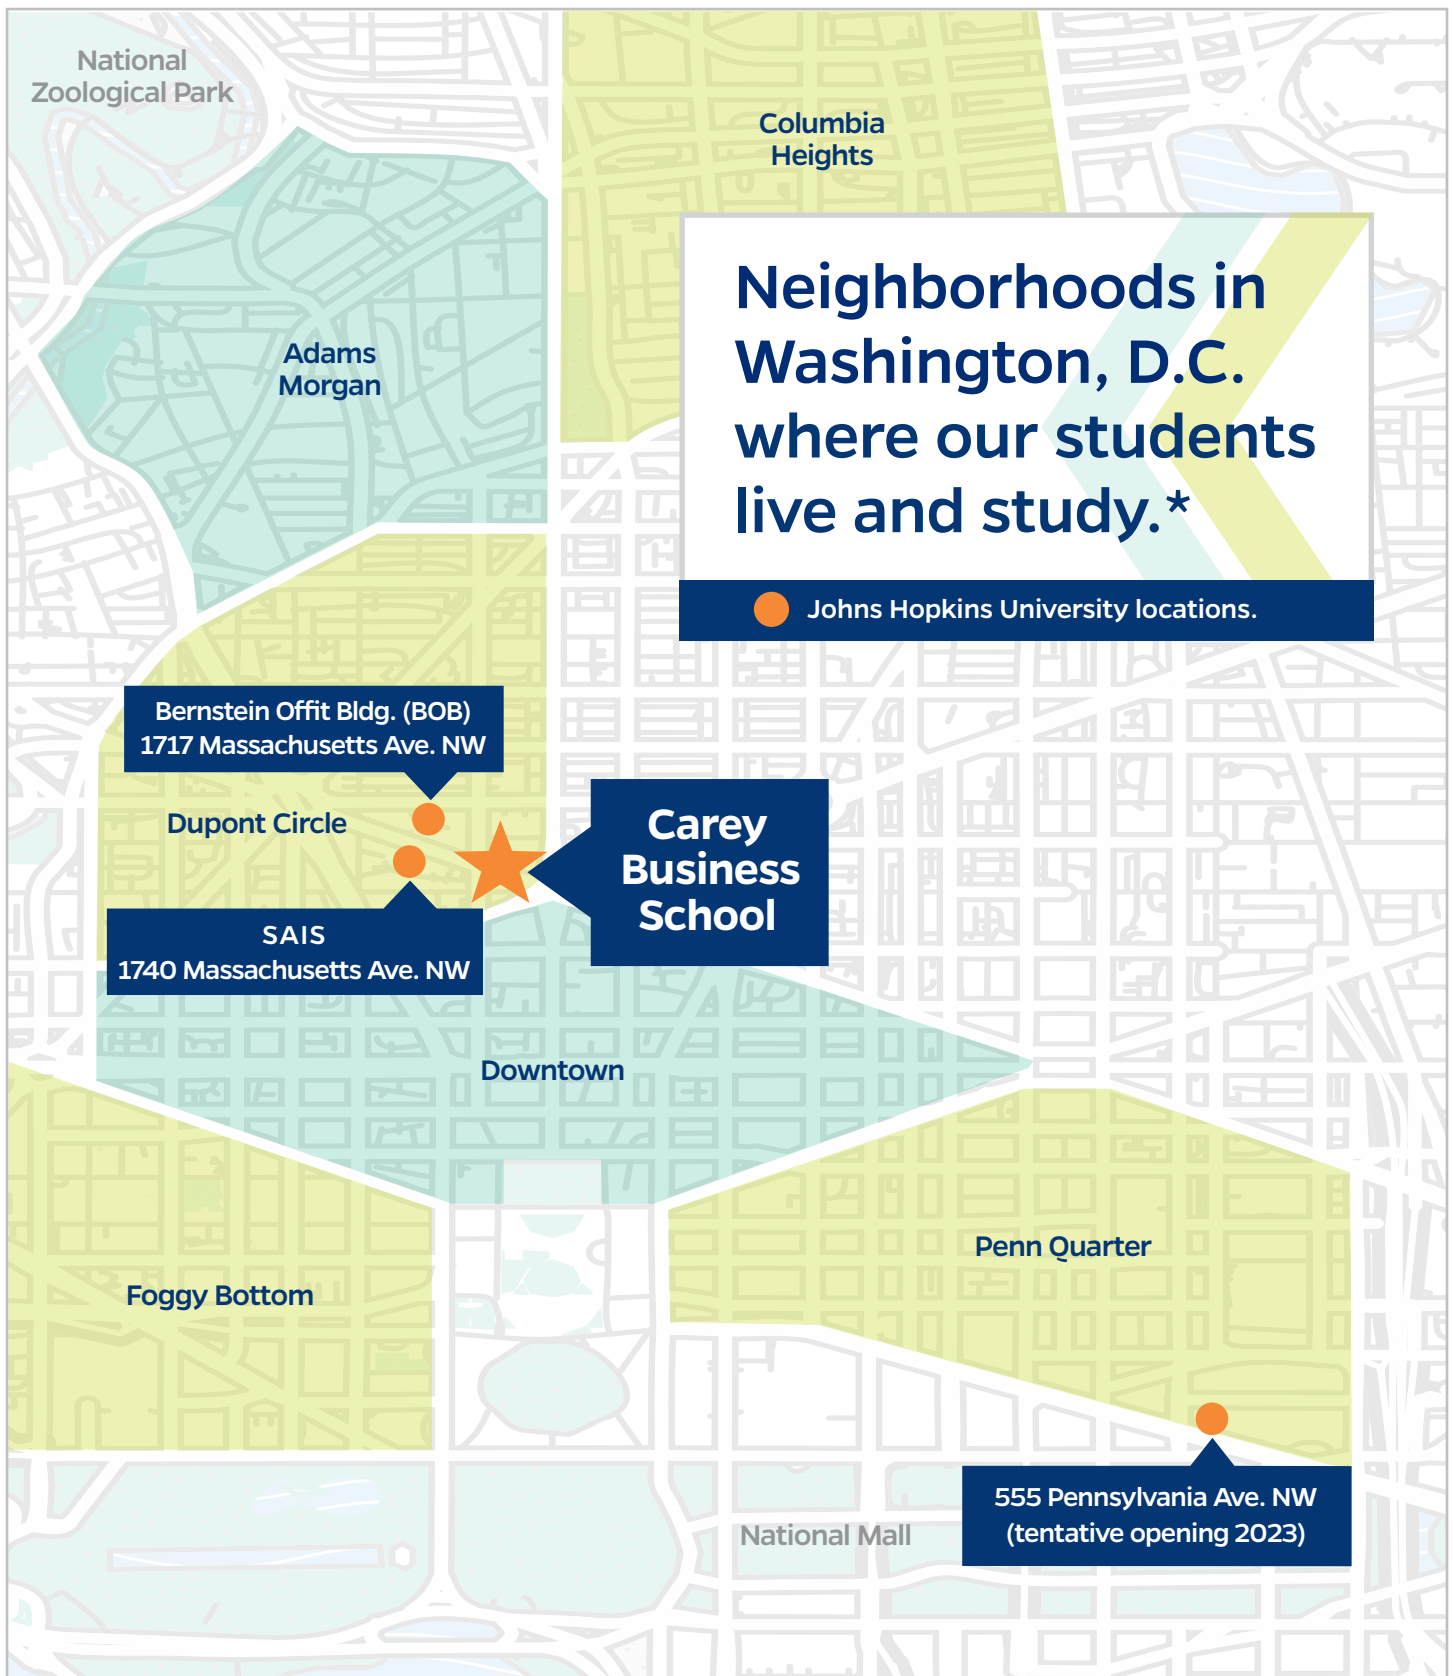 National
Zoological Park
Columbia
Heights
Neighborhoods in
Washington, D.C.
where our students
live and study.*
Johns Hopkins University locations.
Adams
Morgan
Bernstein Offit Bldg. (BOB)
1717 Massachusetts Ave. NW
Dupont Circle
Carey
Business
School
SAIS
1740 Massachusetts Ave. NW
Downtown
Penn Quarter
Foggy Bottom
555 Pennsylvania Ave. NW
(tentative opening 2023)
National Mall